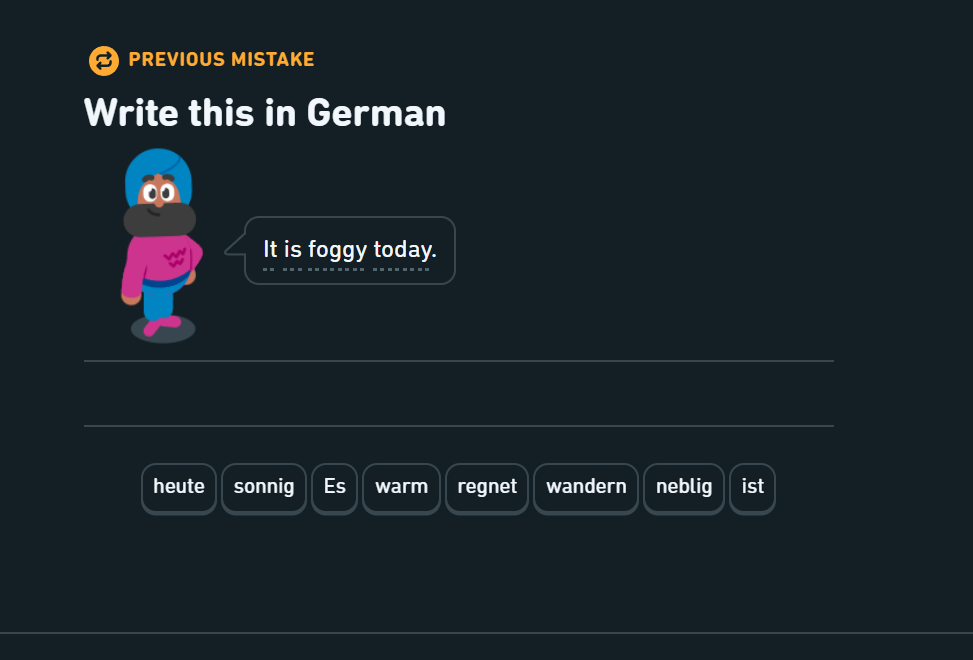 PREVIOUS MISTAKE
Write this in German
It is foggy today.
heute sonnig Es warm regnet wandern neblig ist